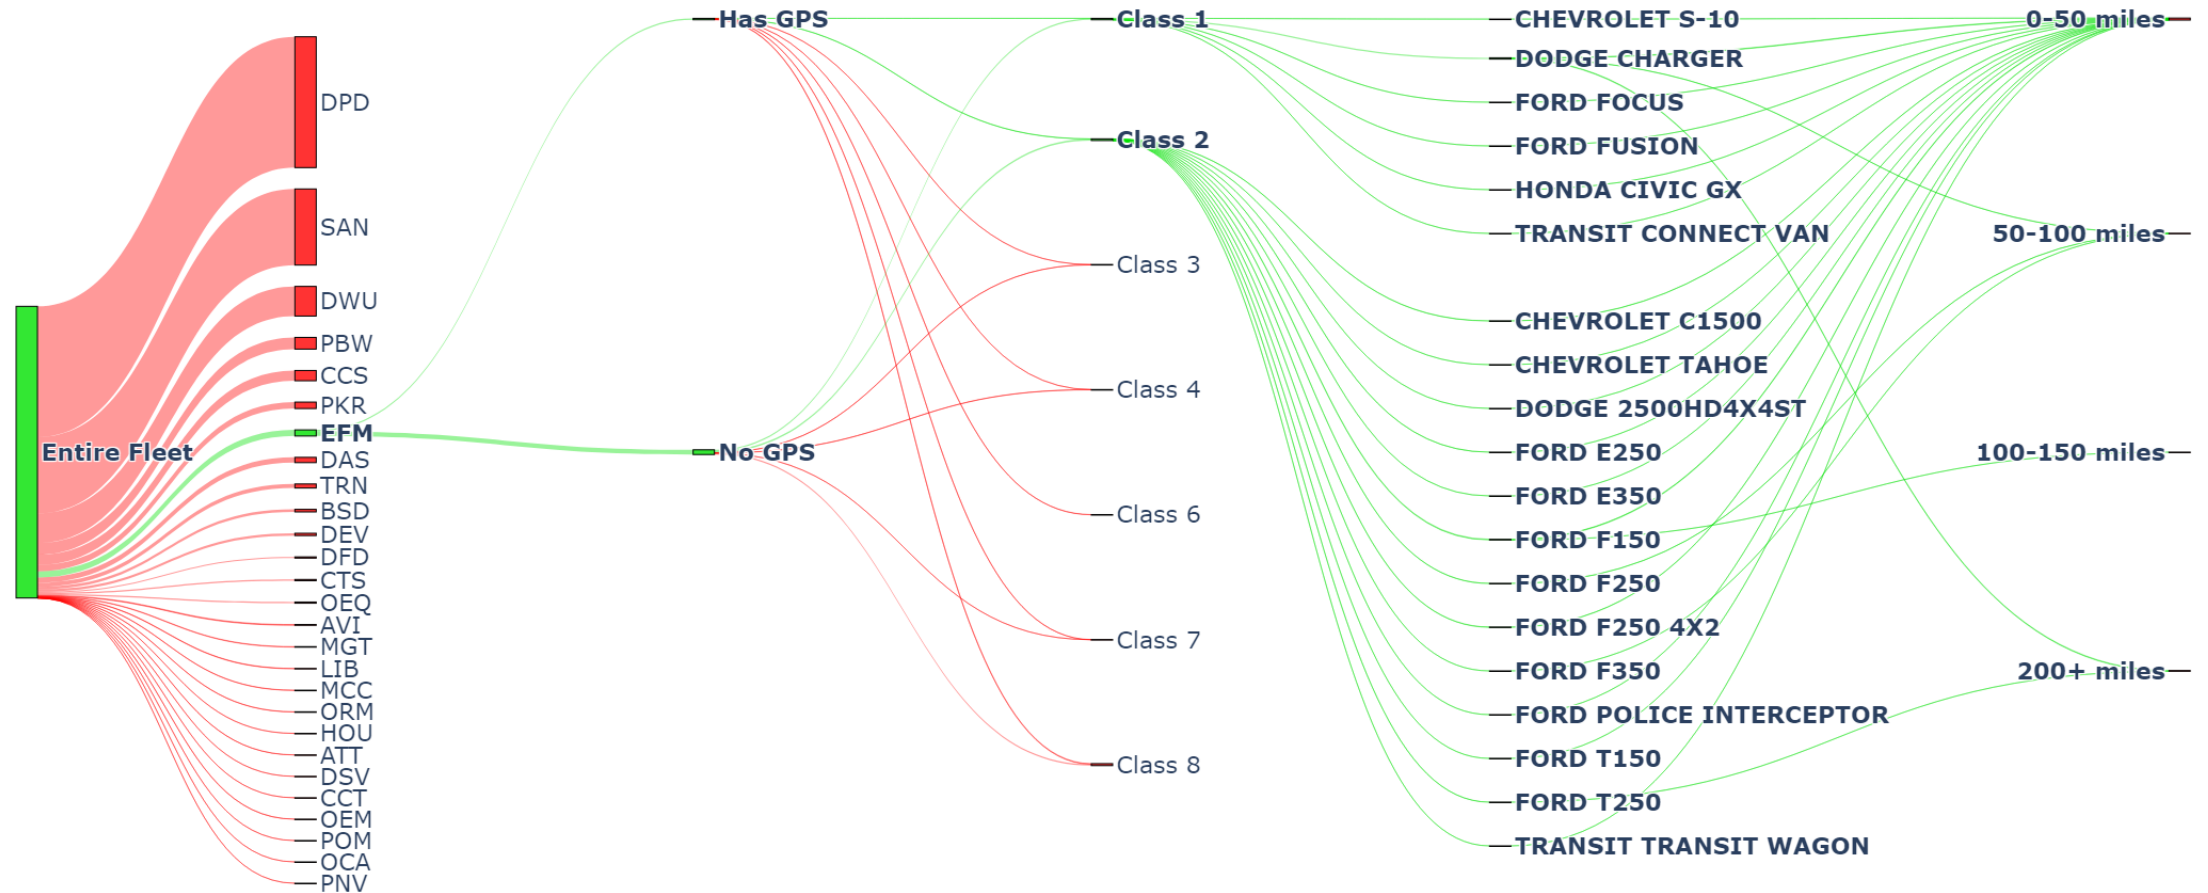 Entire Fleet
DPD
SAN
DWU
PBW
CCS
PKR
EFM
DAS
TRN
BSD
DEV
DFD
CTS
OEQ
AVI
MGT
LIB
MCC
ORM
HOU
ATT
DSV
CCT
OEM
POM
OCA
PNV
Has GPS
No GPS
Class 1
Class 2
Class 3
Class 4
Class 6
Class 7
Class 8
CHEVROLET S-10
DODGE CHARGER
FORD FOCUS
FORD FUSION
HONDA CIVIC GX
TRANSIT CONNECT VAN
CHEVROLET C1500
CHEVROLET TAHOE
DODGE 2500HD4X4ST
FORD E250
FORD E350
FORD F150
FORD F250
FORD F250 4X2
FORD F350
FORD POLICE INTERCEPTOR
FORD T150
FORD T250
TRANSIT TRANSIT WAGON
0-50 miles
50-100 miles
100-150 miles
200+ miles